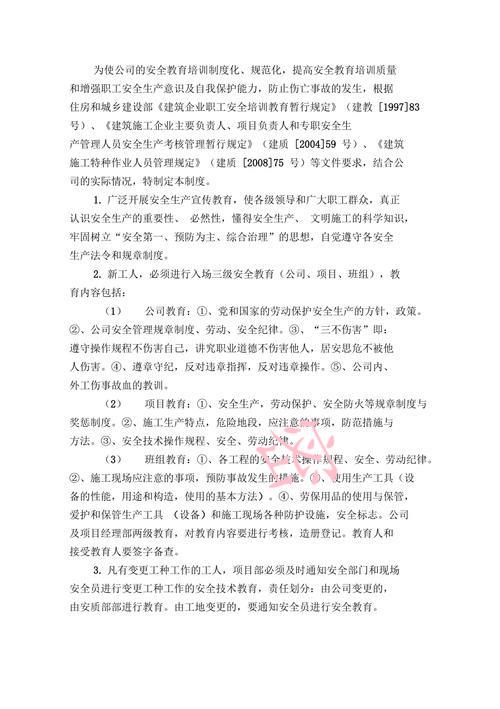 为使公司的安全教育培训制度化、规范化，提高安全教育培训质量
和增强职工安全生产意识及自我保护能力，防止伤亡事故的发生，根据
住房和城乡建设部《建筑企业职工安全培训教育暂行规定》（建教 [1997]83
号）、《建筑施工企业主要负责人、项目负责人和专职安全生
产管理人员安全生产考核管理暂行规定》（建质 [2004]59 号）、《建筑
施工特种作业人员管理规定》（建质 [2008]75 号）等文件要求，结合公
司的实际情况，特制定本制度。
1. 广泛开展安全生产宣传教育，使各级领导和广大职工群众，真正
认识安全生产的重要性、 必然性，懂得安全生产、 文明施工的科学知识，
牢固树立“安全第一、预防为主、综合治理”的思想，自觉遵守各安全
生产法令和规章制度。
2. 新工人，必须进行入场三级安全教育（公司、项目、班组），教
育内容包括：
（1） 公司教育：①、党和国家的劳动保护安全生产的方针，政策。
②、公司安全管理规章制度、劳动、安全纪律。③、“三不伤害”即：
遵守操作规程不伤害自己，讲究职业道德不伤害他人，居安思危不被他
人伤害。④、遵章守纪，反对违章指挥，反对违章操作。⑤、公司内、
外工伤事故血的教训。
（2） 项目教育：①、安全生产，劳动保护、安全防火等规章制度与
奖惩制度。②、施工生产特点，危险地段，应注意的事项，防范措施与
方法。③、安全技术操作规程、安全、劳动纪律。
（3） 班组教育：①、各工程的安全技术操作规程、安全、劳动纪律。
②、施工现场应注意的事项，预防事故发生的措施。③、使用生产工具（设
备的性能，用途和构造，使用的基本方法）。④、劳保用品的使用与保管，
爱护和保管生产工具 （设备）和施工现场各种防护设施，安全标志。公司
及项目经理部两级教育，对教育内容要进行考核，造册登记。教育人和
接受教育人要签字备查。
3. 凡有变更工种工作的工人，项目部必须及时通知安全部门和现场
安全员进行变更工种工作的安全技术教育，责任划分：由公司变更的，
由安质部部进行教育。由工地变更的，要通知安全员进行安全教育。